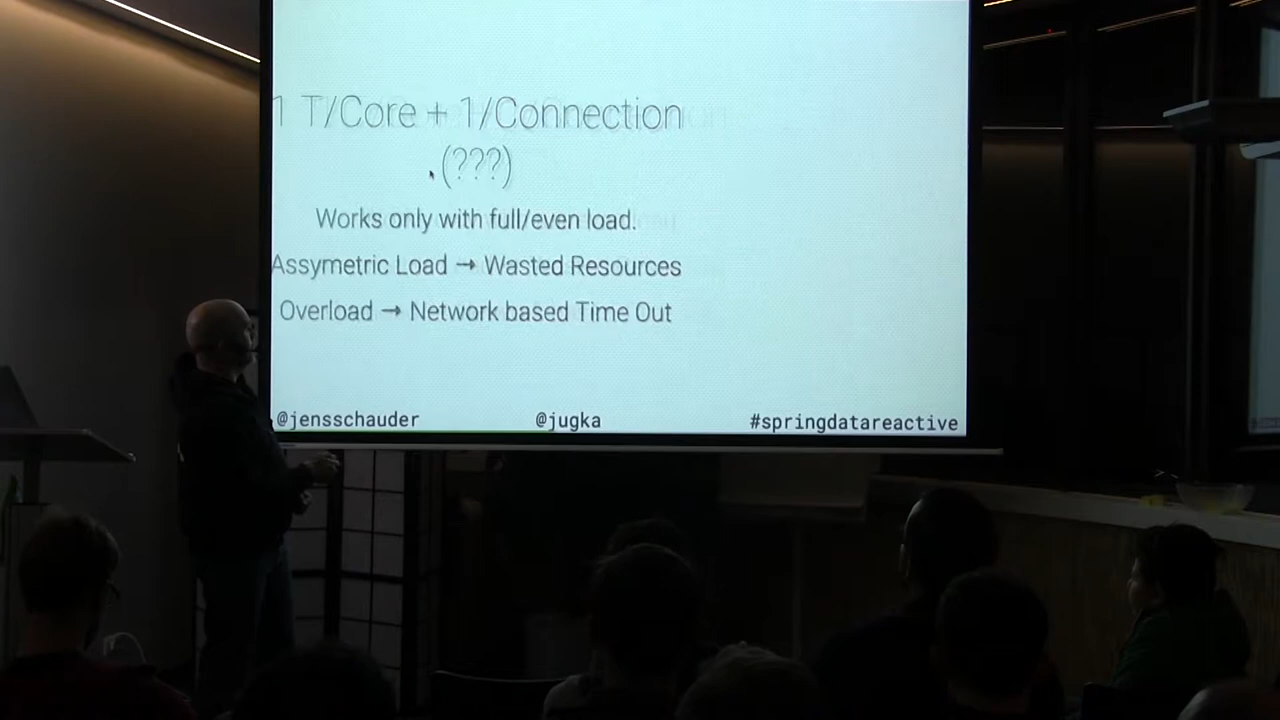 1 T/Core + 1/Connection
(???)
Works only with full/even load.
Assymetric Load → Wasted Resources
Overload → Network based Time Out
@jensschauder @jugka #springdatareactive